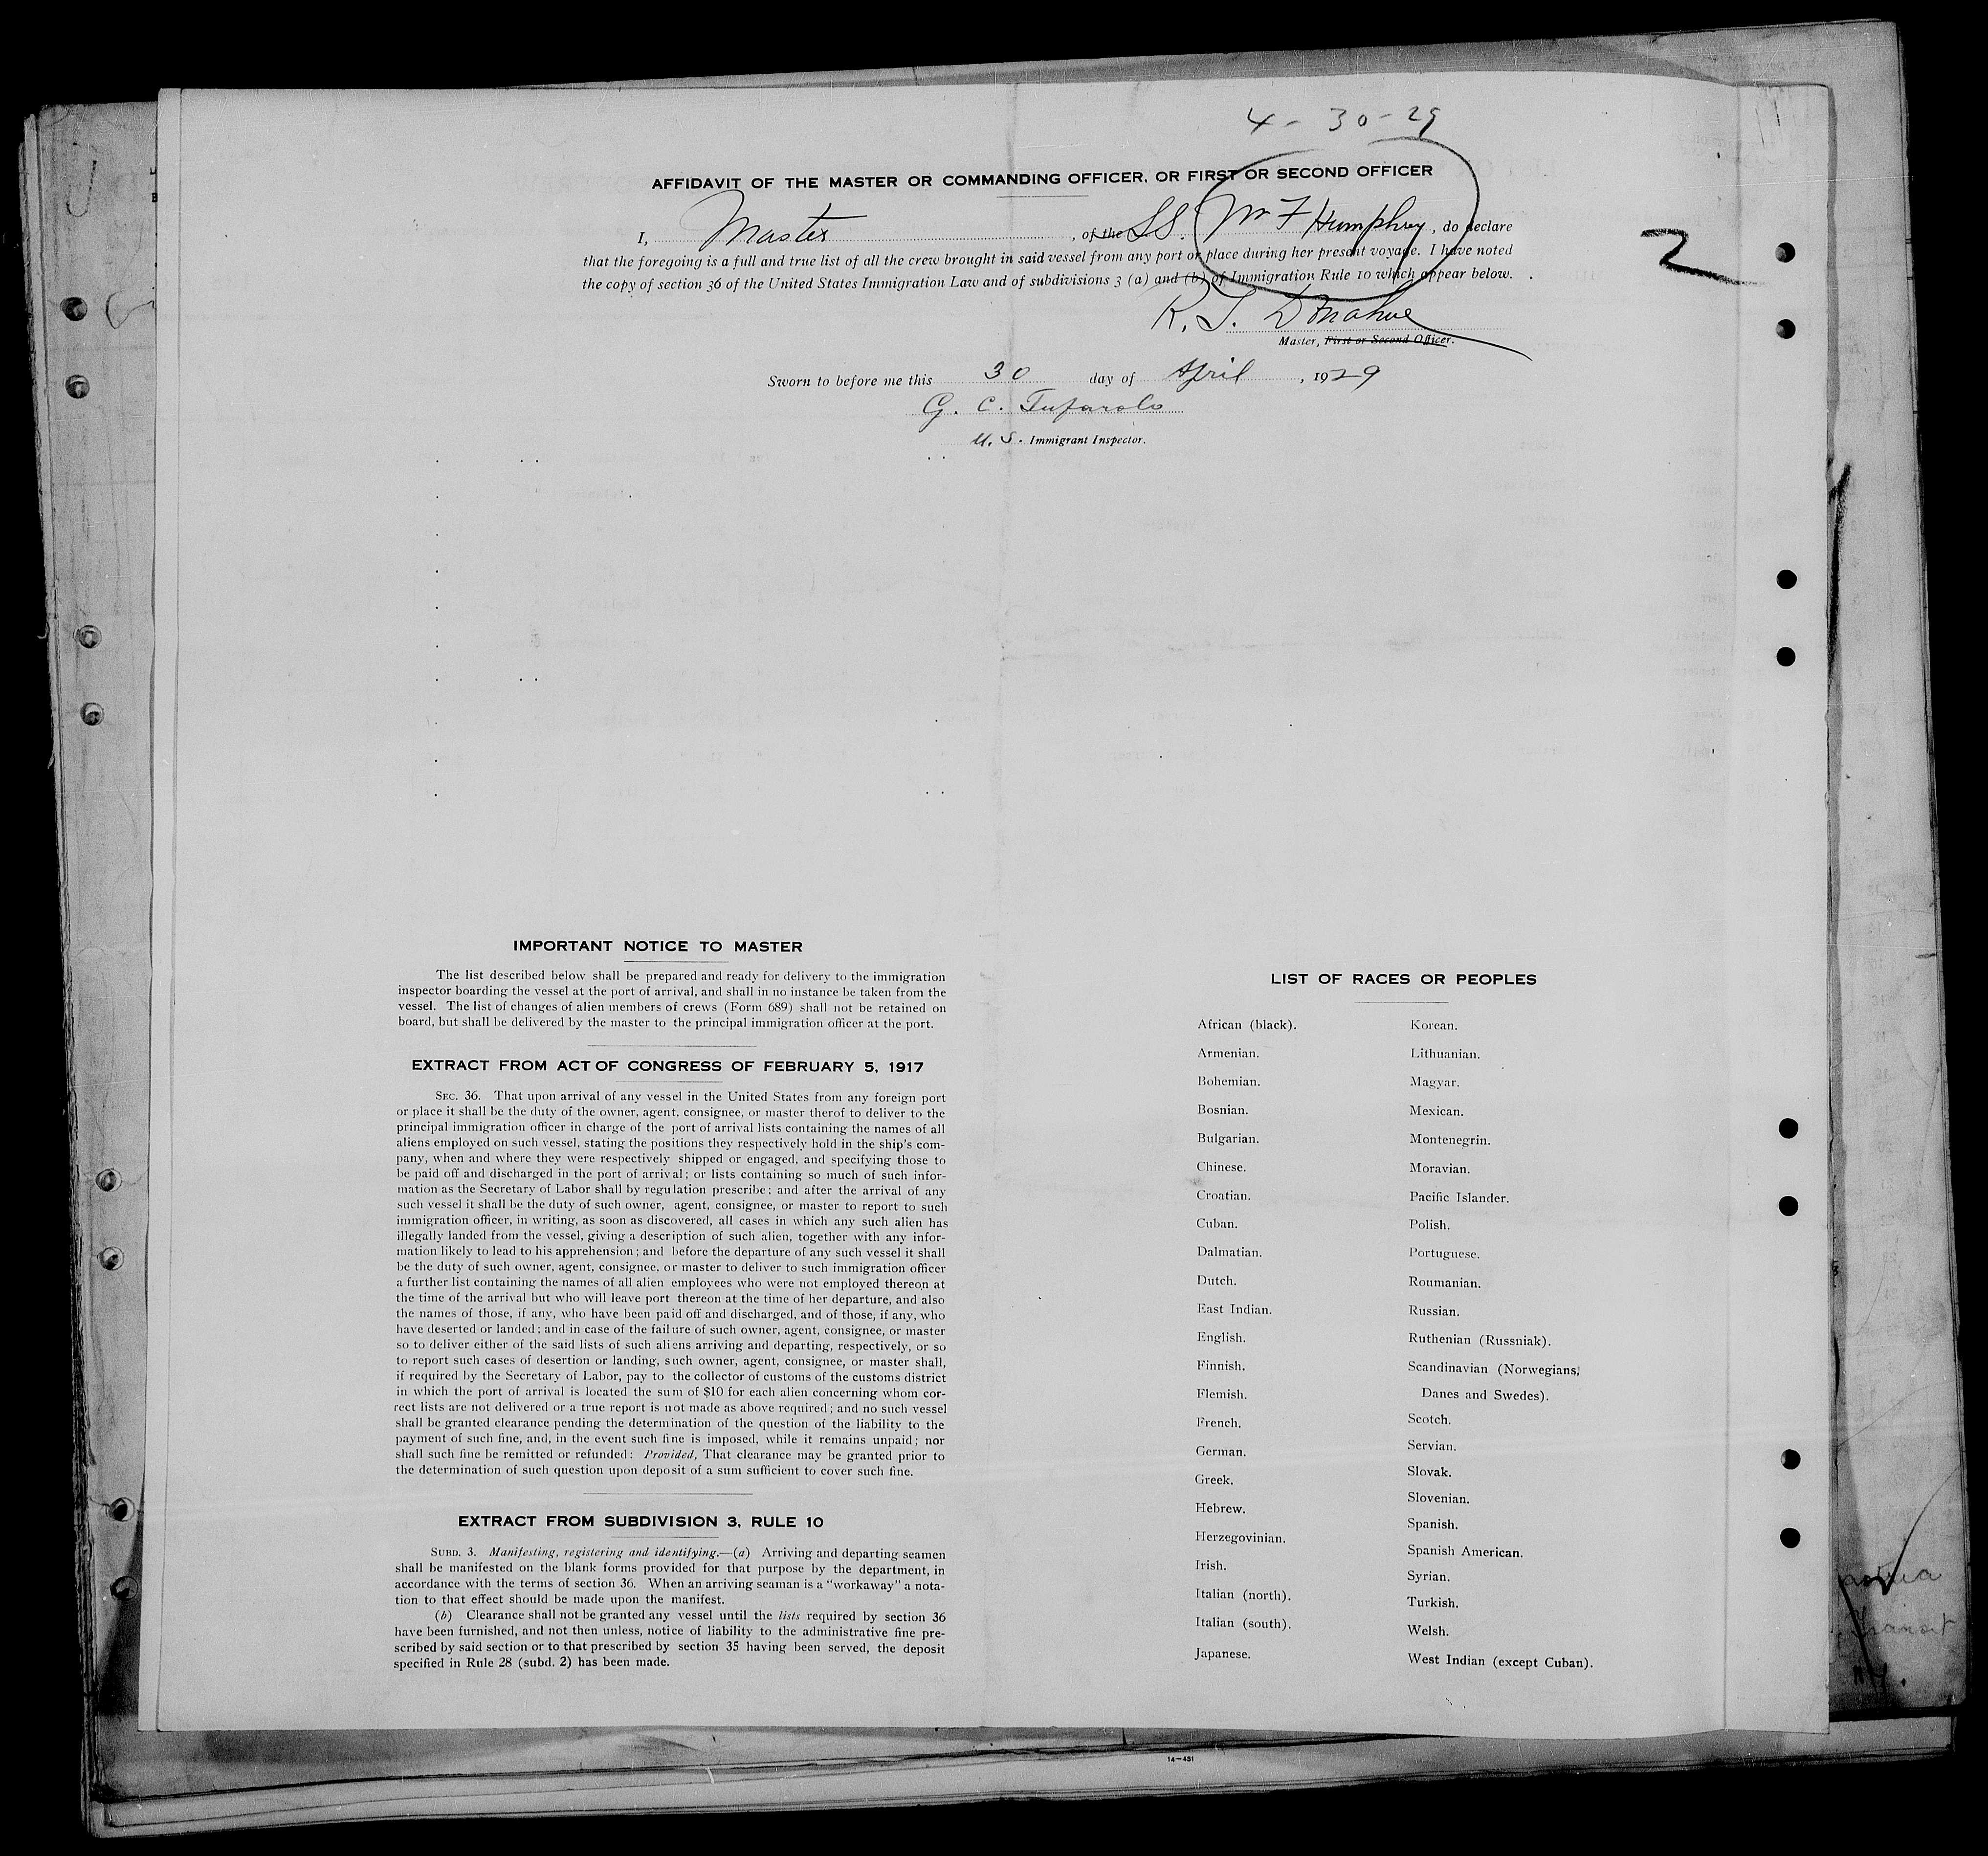 4-30-29
AFFIDAVIT OF THE MASTER OR COMMANDING OFFICER, OR FIRST OR SECOND OFFICER
I, Master, of the SS. Wm F Humphrey, do declare
that the foregoing is a full and true list of all the crew brought in said vessel from any port or place during her present voyage. I have noted
the copy of section 36 of the United States Immigration Law and of subdivisions 3 (a) and (b) of Immigration Rule 10 which appear below.
2
Master, First or Second Officer.
Sworn to before me this 30 day of April, 1929
U.S. Immigrant Inspector.
IMPORTANT NOTICE TO MASTER
The list described below shall be prepared and ready for delivery to the immigration
inspector boarding the vessel at the port of arrival, and shall in no instance be taken from the
vessel. The list of changes of alien members of crews (Form 689) shall not be retained on
board, but shall be delivered by the master to the principal immigration officer at the port.
EXTRACT FROM ACT OF CONGRESS OF FEBRUARY 5, 1917
SEC. 36. That upon arrival of any vessel in the United States from any foreign port
or place it shall be the duty of the owner, agent, consignee, or master therof to deliver to the
principal immigration officer in charge of the port of arrival lists containing the names of all
aliens employed on such vessel, stating the positions they respectively hold in the ship's com-
pany, when and where they were respectively shipped or engaged, and specifying those to
be paid off and discharged in the port of arrival; or lists containing so much of such infor-
mation as the Secretary of Labor shall by regulation prescribe; and after the arrival of any
such vessel it shall be the duty of such owner, agent, consignee, or master to report to such
immigration officer, in writing, as soon as discovered, all cases in which any such alien has
illegally landed from the vessel, giving a description of such alien, together with any infor-
mation likely to lead to his apprehension; and before the departure of any such vessel it shall
be the duty of such owner, agent, consignee, or master to deliver to such immigration officer
a further list containing the names of all alien employees who were not employed thereon at
the time of the arrival but who will leave port thereon at the time of her departure, and also
the names of those, if any, who have been paid off and discharged, and of those, if any, who
have deserted or landed; and in case of the failure of such owner, agent, consignee, or master
so to deliver either of the said lists of such aliens arriving and departing, respectively, or so
to report such cases of desertion or landing, such owner, agent, consignee, or master shall,
if required by the Secretary of Labor, pay to the collector of customs of the customs district
in which the port of arrival is located the sum of $10 for each alien concerning whom cor-
rect lists are not delivered or a true report is not made as above required; and no such vessel
shall be granted clearance pending the determination of the question of the liability to the
payment of such fine, and, in the event such fine is imposed, while it remains unpaid; nor
shall such fine be remitted or refunded: Provided, That clearance may be granted prior to
the determination of such question upon deposit of a sum sufficient to cover such fine.
EXTRACT FROM SUBDIVISION 3, RULE 10
SUBD. 3. Manifesting, registering and identifying.—(a) Arriving and departing seamen
shall be manifested on the blank forms provided for that purpose by the department, in
accordance with the terms of section 36. When an arriving seaman is a "workaway" a nota-
tion to that effect should be made upon the manifest.
(b) Clearance shall not be granted any vessel until the lists required by section 36
have been furnished, and not then unless, notice of liability to the administrative fine pre-
scribed by said section or to that prescribed by section 35 having been served, the deposit
specified in Rule 28 (subd. 2) has been made.
LIST OF RACES OR PEOPLES
African (black).
Armenian.
Bohemian.
Bosnian.
Bulgarian.
Chinese.
Croatian.
Cuban.
Dalmatian.
Dutch.
East Indian.
English.
Finnish.
Flemish.
French.
German.
Greek.
Hebrew.
Herzegovinian.
Irish.
Italian (north).
Italian (south).
Japanese.
Korean.
Lithuanian.
Magyar.
Mexican.
Montenegrin.
Moravian.
Pacific Islander.
Polish.
Portuguese.
Roumanian.
Russian.
Ruthenian (Russniak).
Scandinavian (Norwegians,
Danes and Swedes).
Scotch.
Servian.
Slovak.
Slovenian.
Spanish.
Spanish American.
Syrian.
Turkish.
Welsh.
West Indian (except Cuban).
Transit
N.Y.
14-451